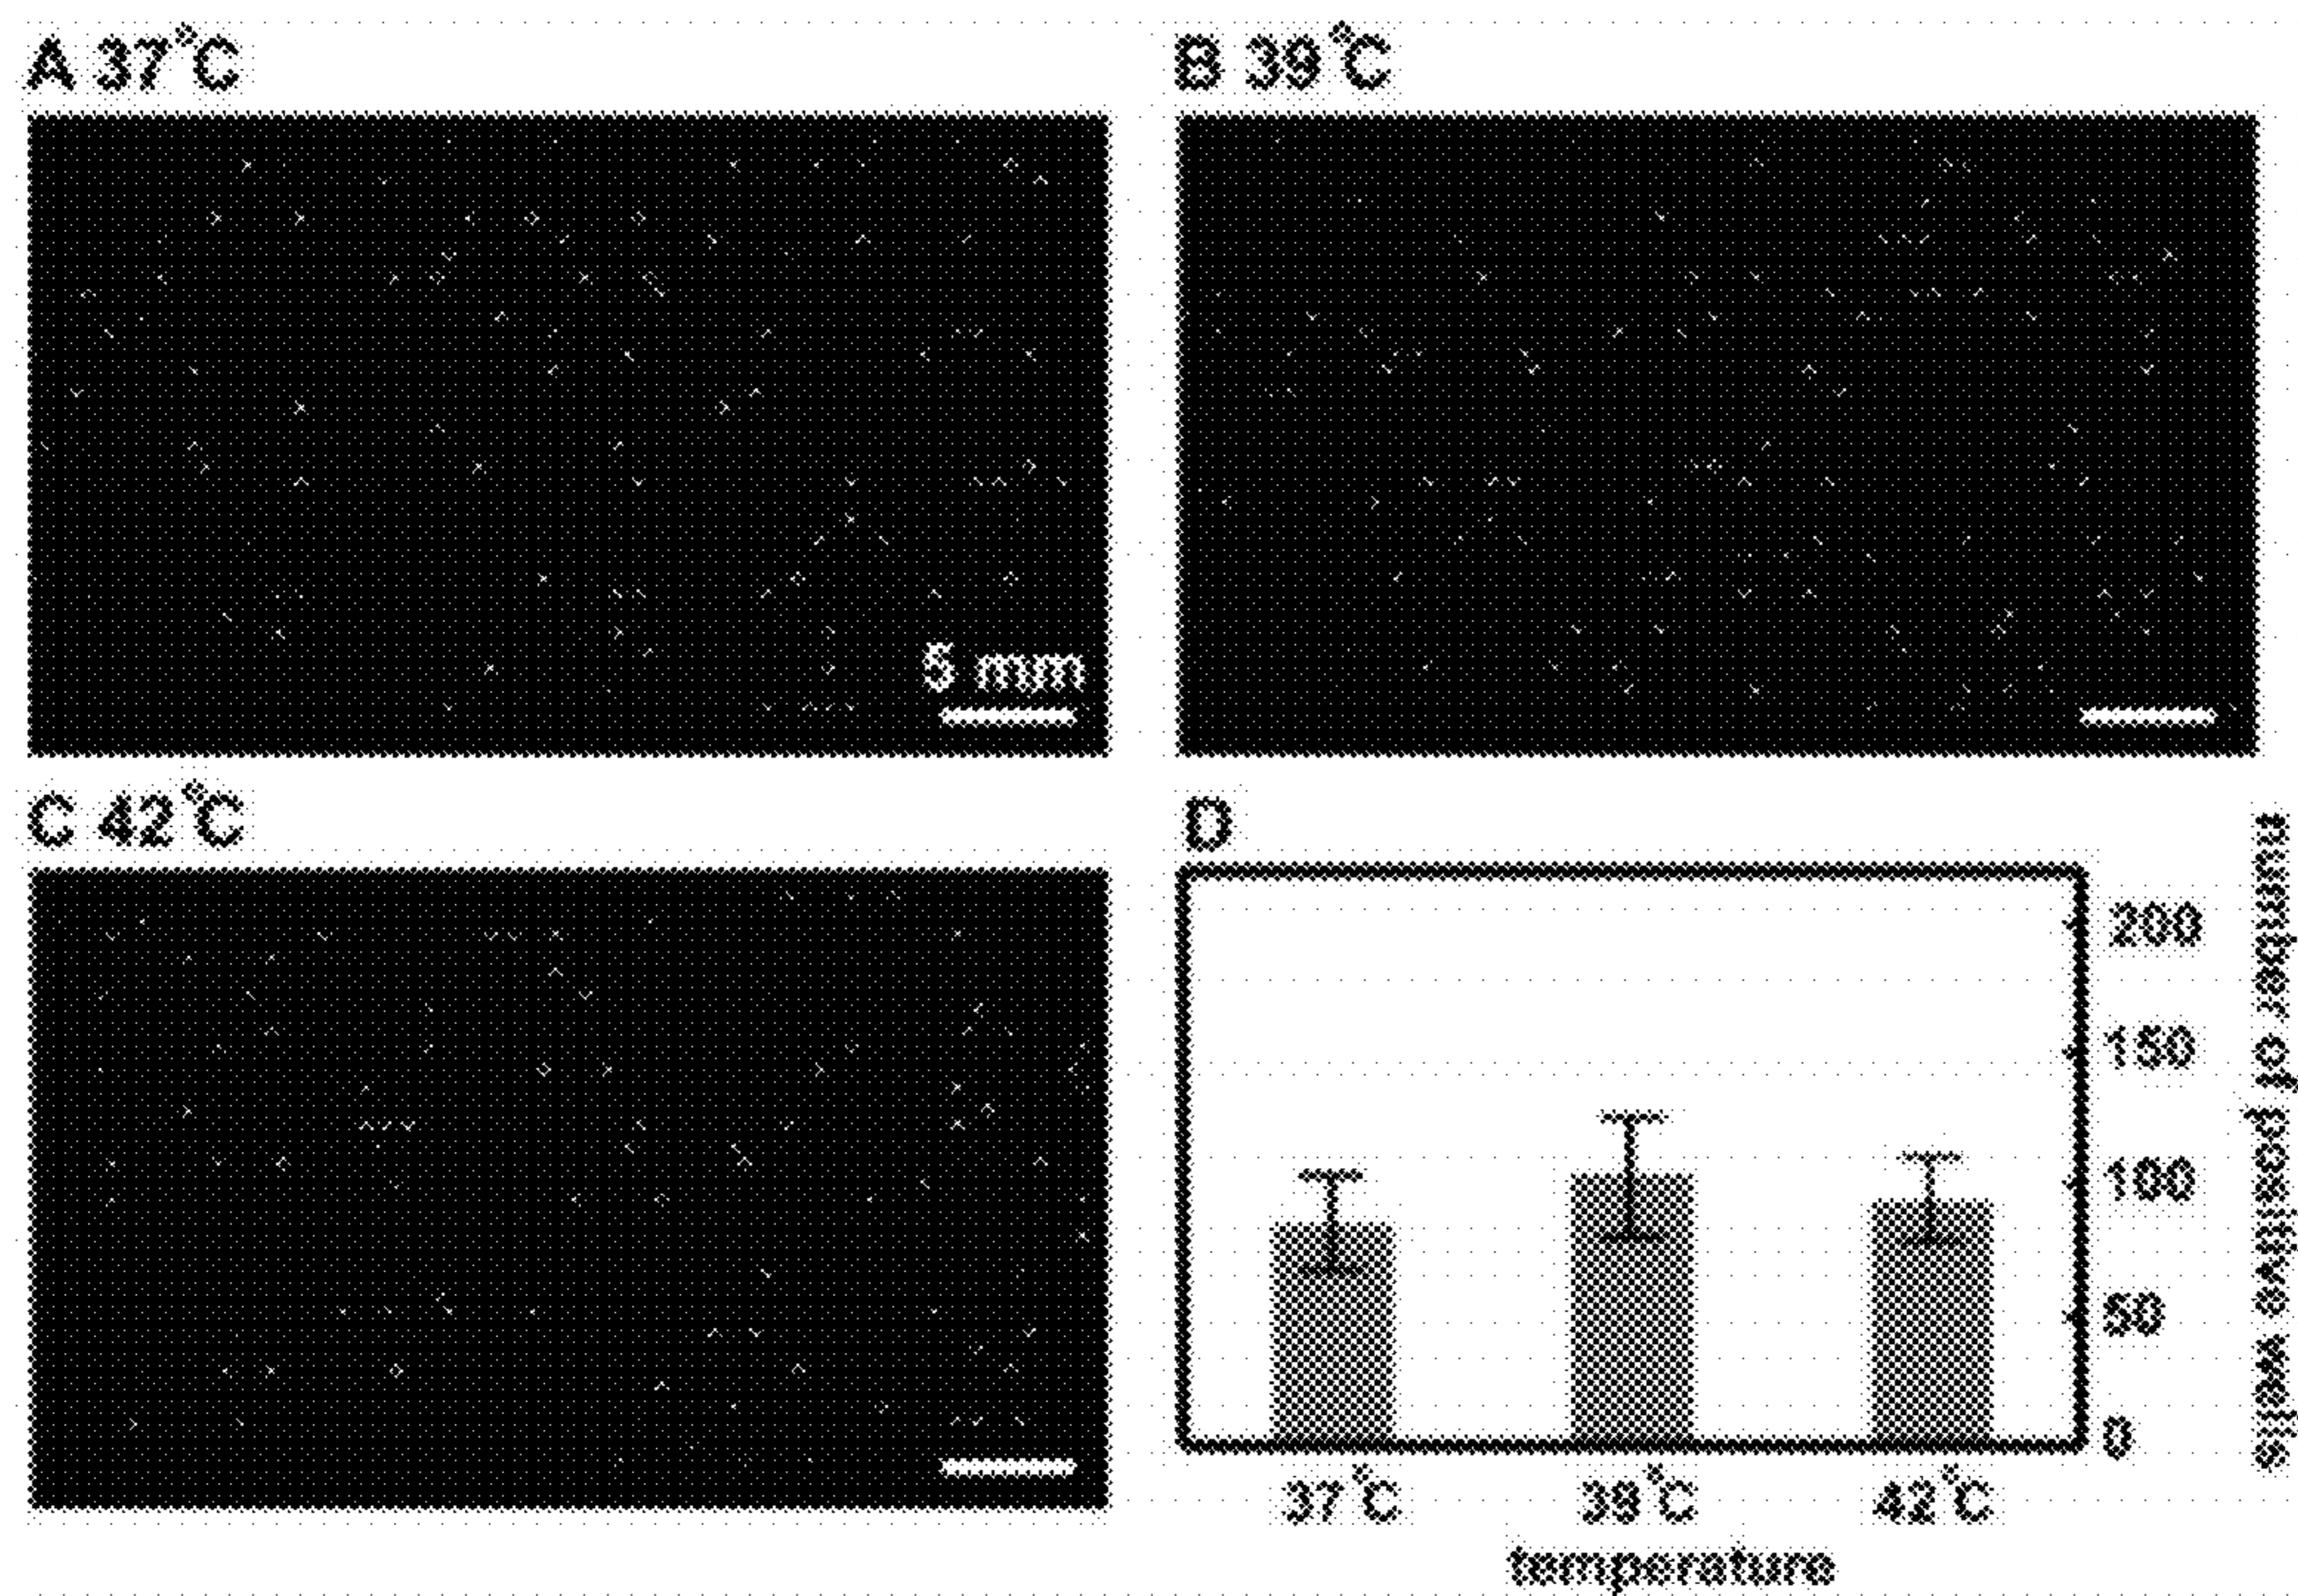 A 37°C
B 39°C
5 mm
C 42°C
D
200
150
100
50
0
number of positive wells
37°C
39°C
42°C
temperature